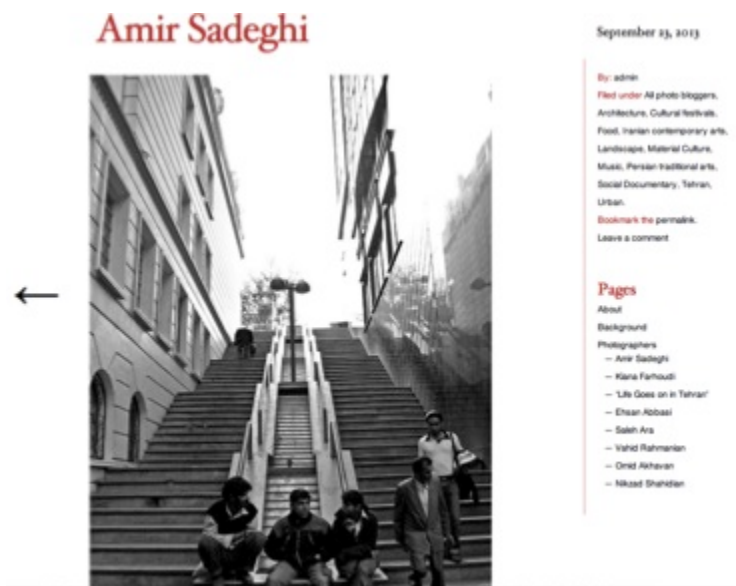 Amir Sadeghi
September 23, 2013
By: admin
Filed under All photo bloggers,
Architecture, Cultural festivals,
Food, Iranian contemporary arts,
Landscape, Material Culture,
Music, Persian traditional arts,
Social Documentary, Tehran,
Urban.
Bookmark the permalink.
Leave a comment
Pages
About
Background
Photographers
— Amir Sadeghi
— Kiana Farhoudi
— 'Life Goes on in Tehran'
— Ehsan Abbasi
— Saleh Ara
— Vahid Rahmanian
— Omid Akhavan
— Nikzad Shahidian